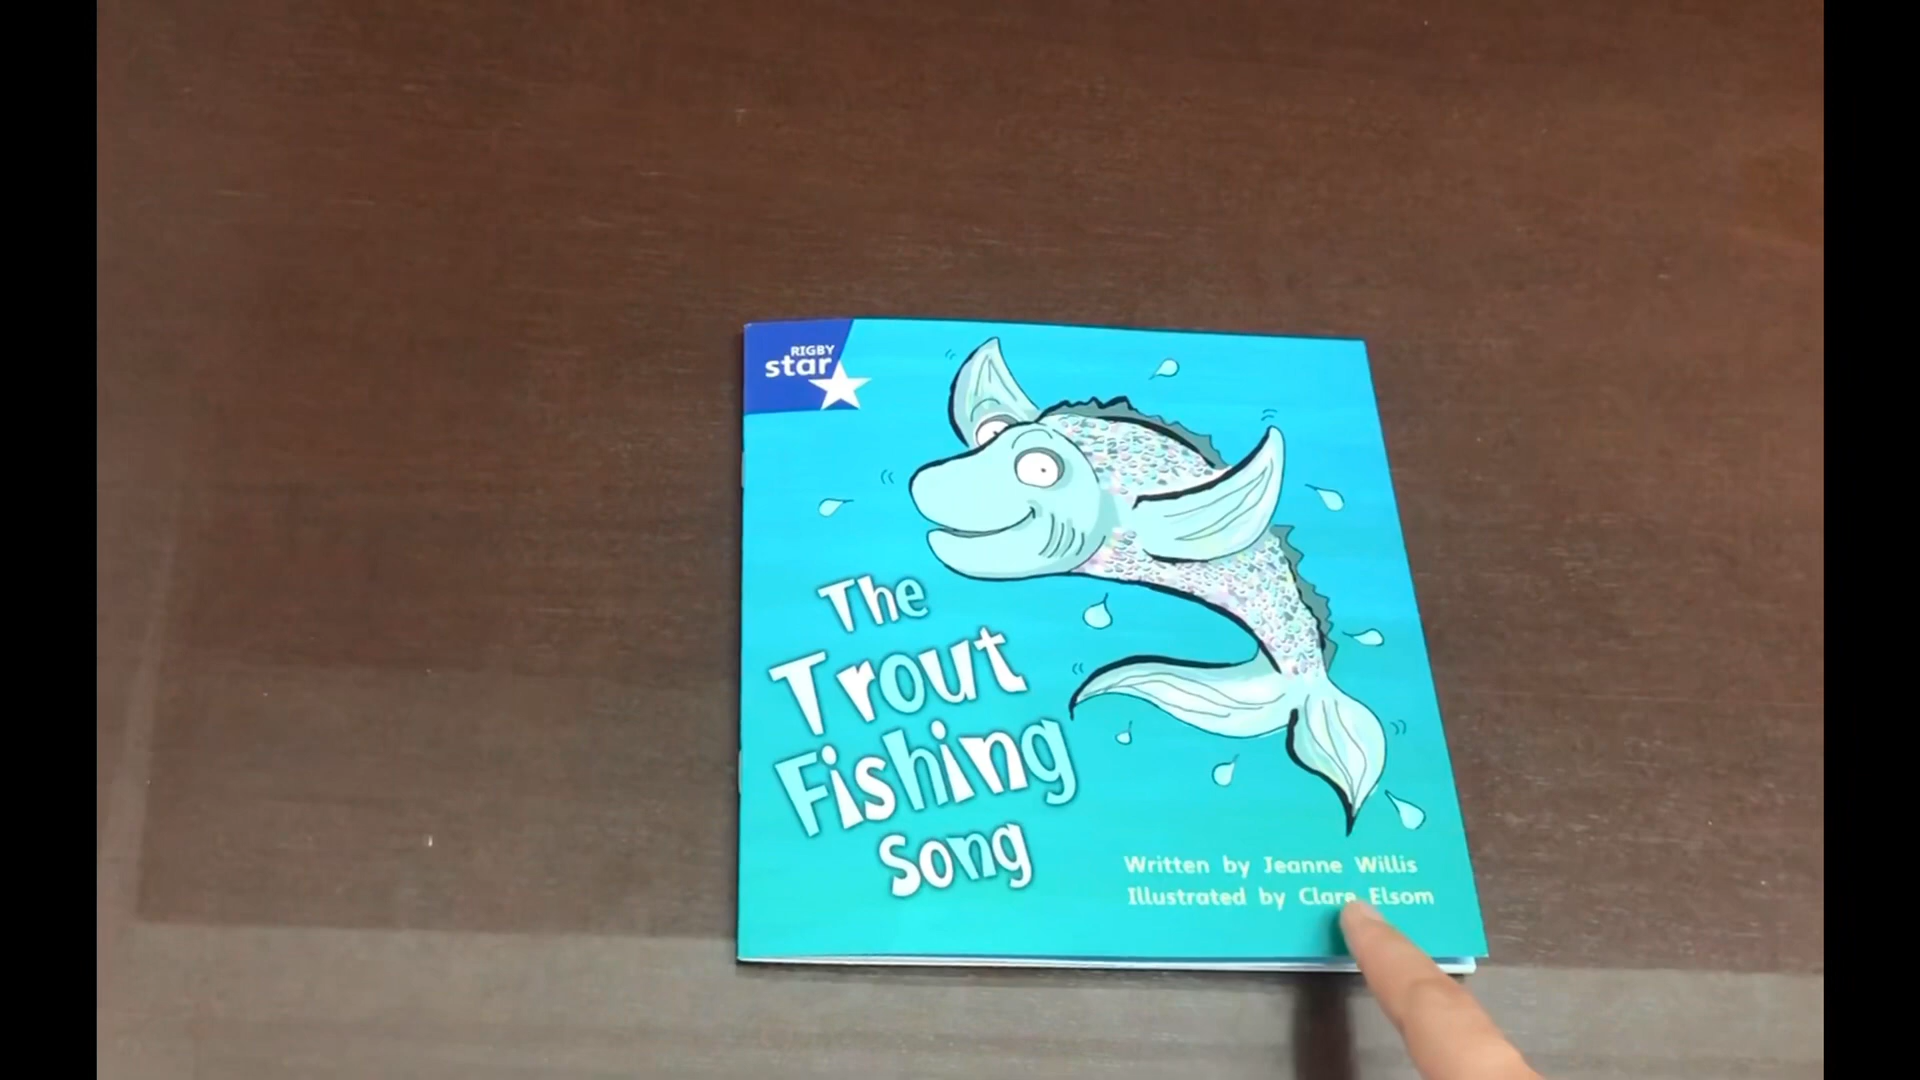 RIGBY
star
The
Trout
Fishing
Song
Written by Jeanne Willis
Illustrated by Clare Elsom